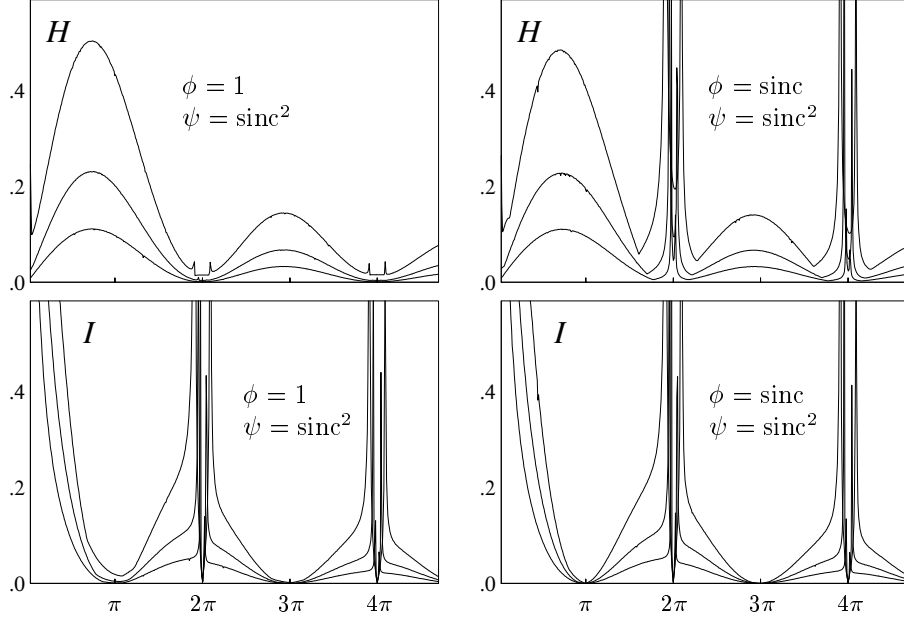 H
ϕ = 1
ψ = sinc²
.4
.2
.0
H
ϕ = sinc
ψ = sinc²
.4
.2
.0
I
ϕ = 1
ψ = sinc²
.4
.2
.0
π 2π 3π 4π
I
ϕ = sinc
ψ = sinc²
.4
.2
.0
π 2π 3π 4π